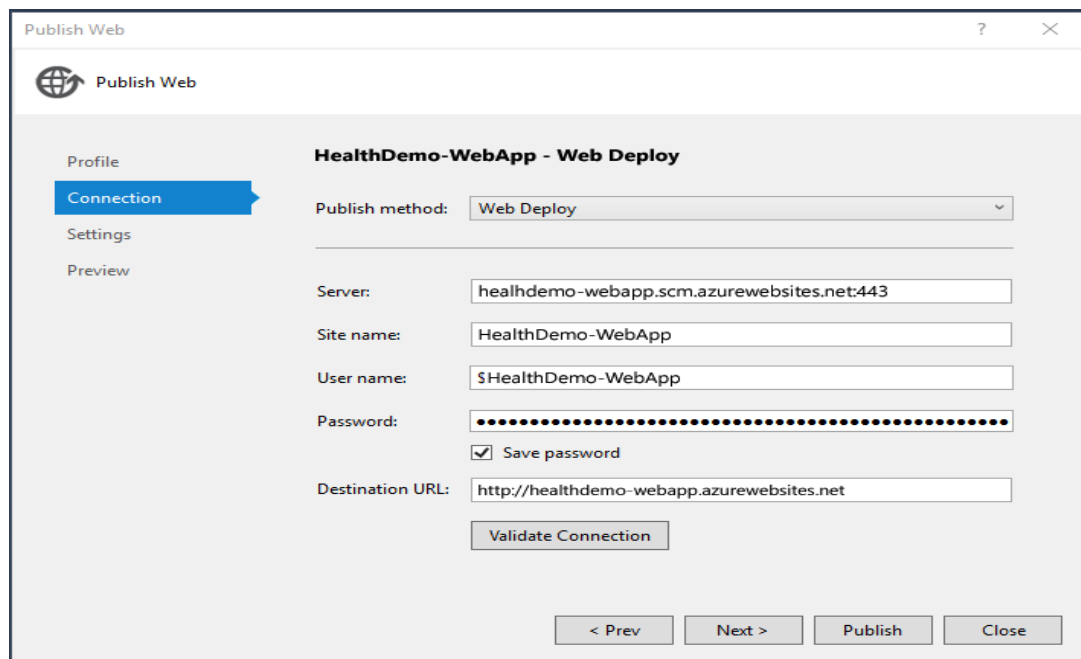 Publish Web
?
Publish Web
Profile
Connection
Settings
Preview
HealthDemo-WebApp - Web Deploy
Publish method: Web Deploy
Server: healhdemo-webapp.scm.azurewebsites.net:443
Site name: HealthDemo-WebApp
User name: $HealthDemo-WebApp
Password:
Save password
Destination URL: http://healthdemo-webapp.azurewebsites.net
Validate Connection
< Prev Next > Publish Close